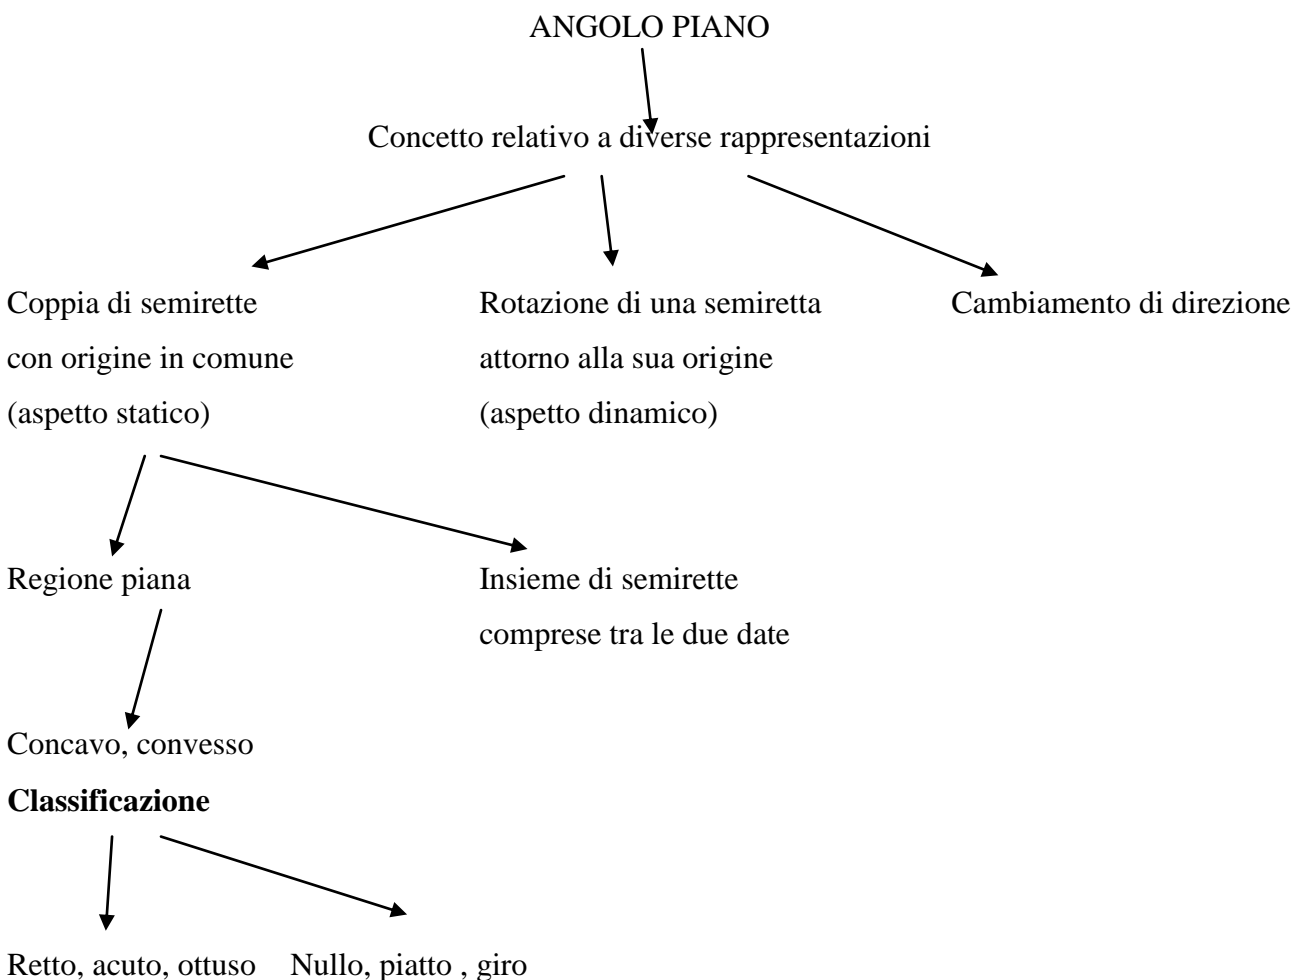 ANGOLO PIANO
Concetto relativo a diverse rappresentazioni
Coppia di semirette
con origine in comune
(aspetto statico)
Rotazione di una semiretta
attorno alla sua origine
(aspetto dinamico)
Cambiamento di direzione
Regione piana
Insieme di semirette
comprese tra le due date
Concavo, convesso
Classificazione
Retto, acuto, ottuso
Nullo, piatto , giro